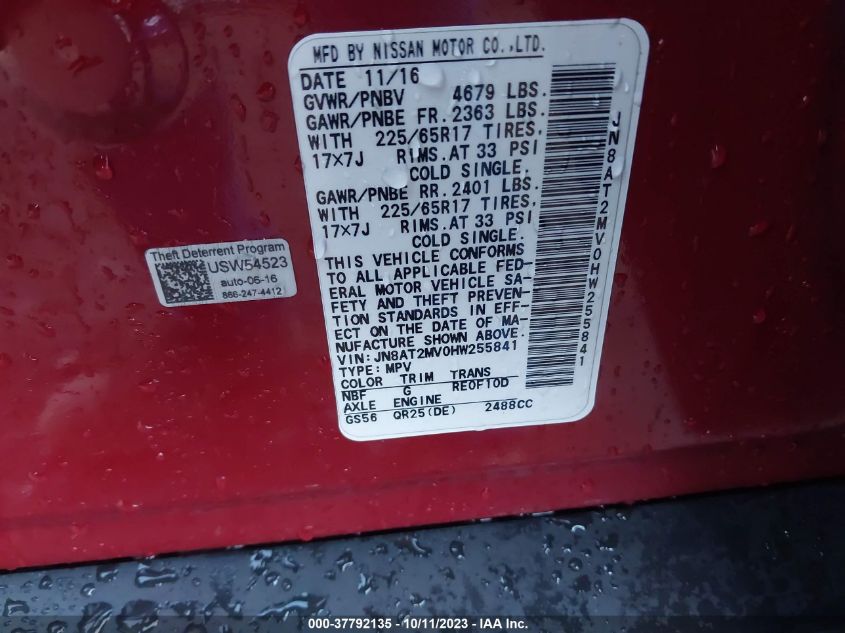 MFD BY NISSAN MOTOR CO.,LTD.
DATE 11/16
GVWR/PNBV 4679 LBS.
GAWR/PNBE FR. 2363 LBS.
WITH 225/65R17 TIRES,
17×7J RIMS.AT 33 PSI
COLD SINGLE.
GAWR/PNBE RR. 2401 LBS.
WITH 225/65R17 TIRES,
17×7J RIMS.AT 33 PSI
COLD SINGLE.
THIS VEHICLE CONFORMS
TO ALL APPLICABLE FED-
ERAL MOTOR VEHICLE SA-
FETY AND THEFT PREVEN-
TION STANDARDS IN EFF-
ECT ON THE DATE OF MA-
NUFACTURE SHOWN ABOVE.
VIN:JN8AT2MV0HW255841
TYPE:MPV
COLOR TRIM TRANS
NBF G RE0F10D
AXLE ENGINE
GS56 QR25(DE) 2488CC
JN8AT2MV0HW255841
Theft Deterrent Program
USW54523
auto-06-16
866-247-4412
000-37792135 - 10/11/2023 - IAA Inc.